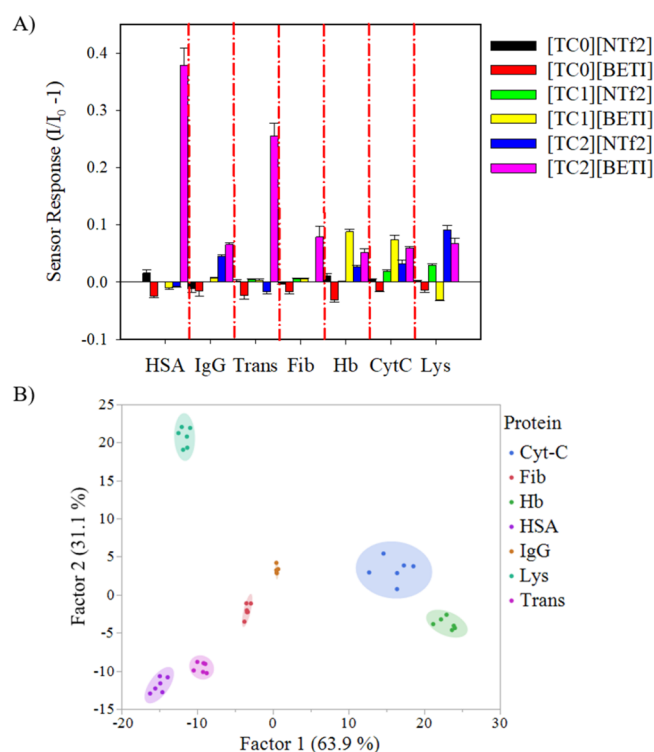 A)
Sensor Response (I/I0 -1)
0.4
0.3
0.2
0.1
0.0
-0.1
HSA IgG Trans Fib Hb CytC Lys
[TC0][NTf2]
[TC0][BETI]
[TC1][NTf2]
[TC1][BETI]
[TC2][NTf2]
[TC2][BETI]
B)
Factor 2 (31.1 %)
25
20
15
10
5
0
-5
-10
-15
-20 -10 0 10 20 30
Factor 1 (63.9 %)
Protein
Cyt-C
Fib
Hb
HSA
IgG
Lys
Trans